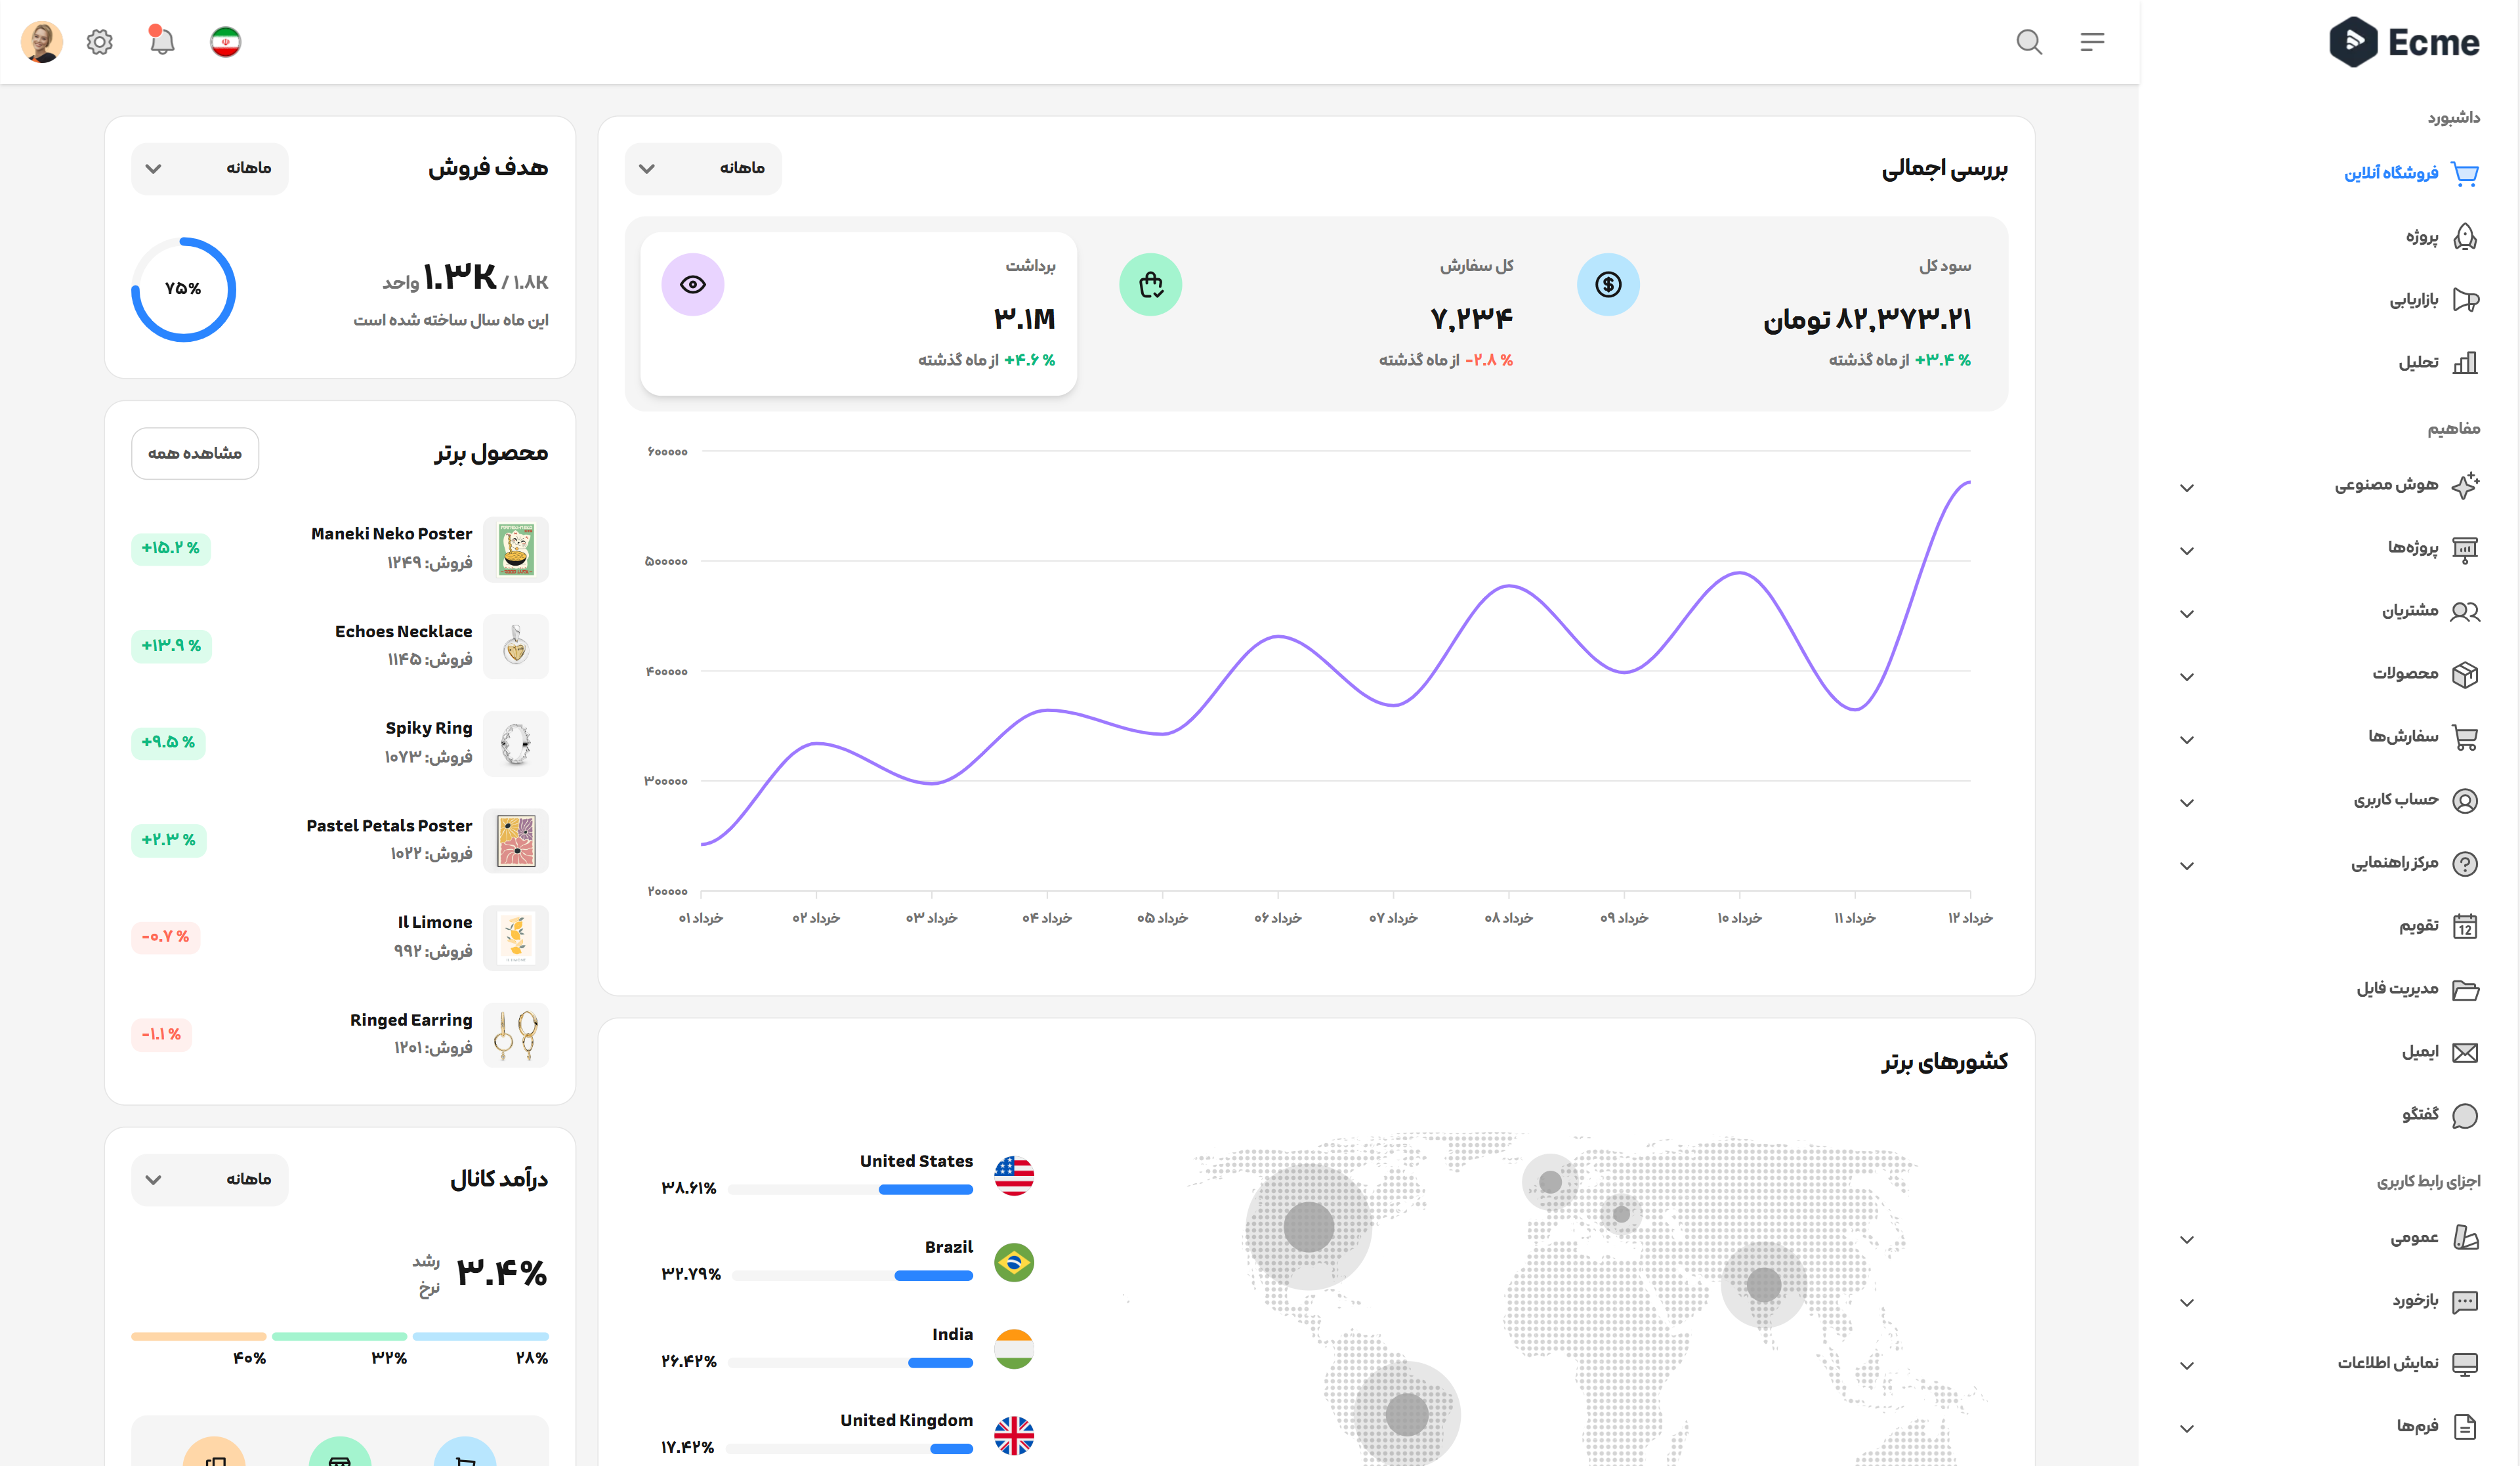 Ecme
داشبورد
فروشگاه آنلاین
پروژه
بازاریابی
تحلیل
مفاهیم
هوش مصنوعی
پروژه‌ها
مشتریان
محصولات
سفارش‌ها
حساب کاربری
مرکز راهنمایی
تقویم
12
مدیریت فایل
ایمیل
گفتگو
اجزای رابط کاربری
عمومی
بازخورد
نمایش اطلاعات
فرم‌ها
بررسی اجمالی
ماهانه
سود کل
۸۲,۳۷۳.۲۱ تومان
+۳.۴ % از ماه گذشته
کل سفارش
۷,۲۳۴
-۲.۸ % از ماه گذشته
برداشت
۳.۱M
+۴.۶ % از ماه گذشته
۶۰۰۰۰۰
۵۰۰۰۰۰
۴۰۰۰۰۰
۳۰۰۰۰۰
۲۰۰۰۰۰
خرداد ۰۱
خرداد ۰۲
خرداد ۰۳
خرداد ۰۴
خرداد ۰۵
خرداد ۰۶
خرداد ۰۷
خرداد ۰۸
خرداد ۰۹
خرداد ۱۰
خرداد ۱۱
خرداد ۱۲
کشورهای برتر
United States
۳۸.۶۱%
Brazil
۳۲.۷۹%
India
۲۶.۴۲%
United Kingdom
۱۷.۴۲%
هدف فروش
ماهانه
۱.۳K / ۱.۸K واحد
این ماه سال ساخته شده است
۷۵%
محصول برتر
مشاهده همه
Maneki Neko Poster
فروش: ۱۲۴۹
+۱۵.۲ %
Echoes Necklace
فروش: ۱۱۴۵
+۱۳.۹ %
Spiky Ring
فروش: ۱۰۷۳
+۹.۵ %
Pastel Petals Poster
فروش: ۱۰۲۲
+۲.۳ %
Il Limone
فروش: ۹۹۲
-۰.۷ %
Ringed Earring
فروش: ۱۲۰۱
-۱.۱ %
درآمد کانال
ماهانه
۳.۴%
رشد
نرخ
۲۸%
۳۲%
۴۰%